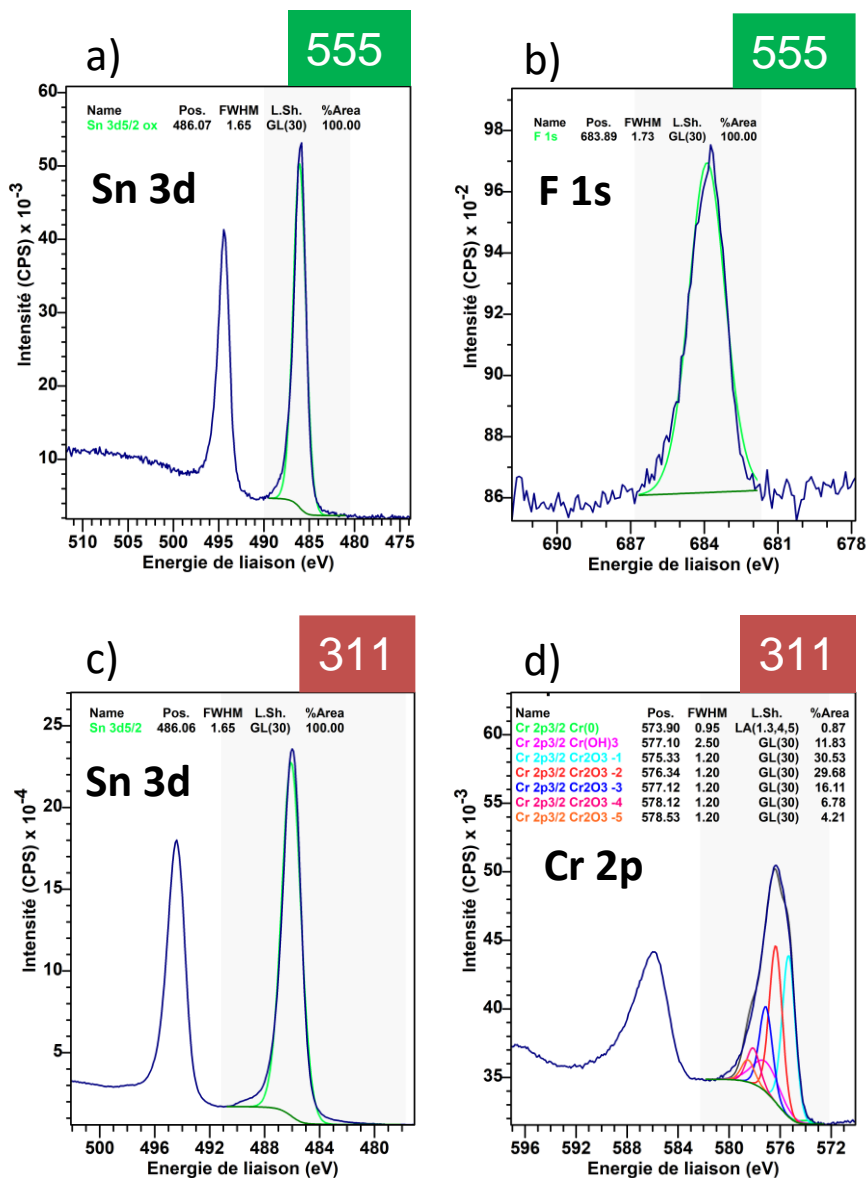 a)
555
Name Pos. FWHM L.Sh. %Area
Sn 3d5/2 ox 486.07 1.65 GL(30) 100.00
Sn 3d
60
50
40
30
20
10
Intensité (CPS) x 10-3
510 505 500 495 490 485 480 475
Energie de liaison (eV)
b)
555
Name Pos. FWHM L.Sh. %Area
F 1s 683.89 1.73 GL(30) 100.00
F 1s
98
96
94
92
90
88
86
Intensité (CPS) x 10-2
690 687 684 681 678
Energie de liaison (eV)
c)
311
Name Pos. FWHM L.Sh. %Area
Sn 3d5/2 486.06 1.65 GL(30) 100.00
Sn 3d
25
20
15
10
5
Intensité (CPS) x 10-4
500 496 492 488 484 480
Energie de liaison (eV)
d)
311
Name Pos. FWHM L.Sh. %Area
Cr 2p3/2 Cr(0) 573.90 0.95 LA(1.3,4,5) 0.87
Cr 2p3/2 Cr(OH)3 577.10 2.50 GL(30) 11.83
Cr 2p3/2 Cr2O3 -1 575.33 1.20 GL(30) 30.53
Cr 2p3/2 Cr2O3 -2 576.34 1.20 GL(30) 29.68
Cr 2p3/2 Cr2O3 -3 577.12 1.20 GL(30) 16.11
Cr 2p3/2 Cr2O3 -4 578.12 1.20 GL(30) 6.78
Cr 2p3/2 Cr2O3 -5 578.53 1.20 GL(30) 4.21
Cr 2p
60
55
50
45
40
35
Intensité (CPS) x 10-3
596 592 588 584 580 576 572
Energie de liaison (eV)